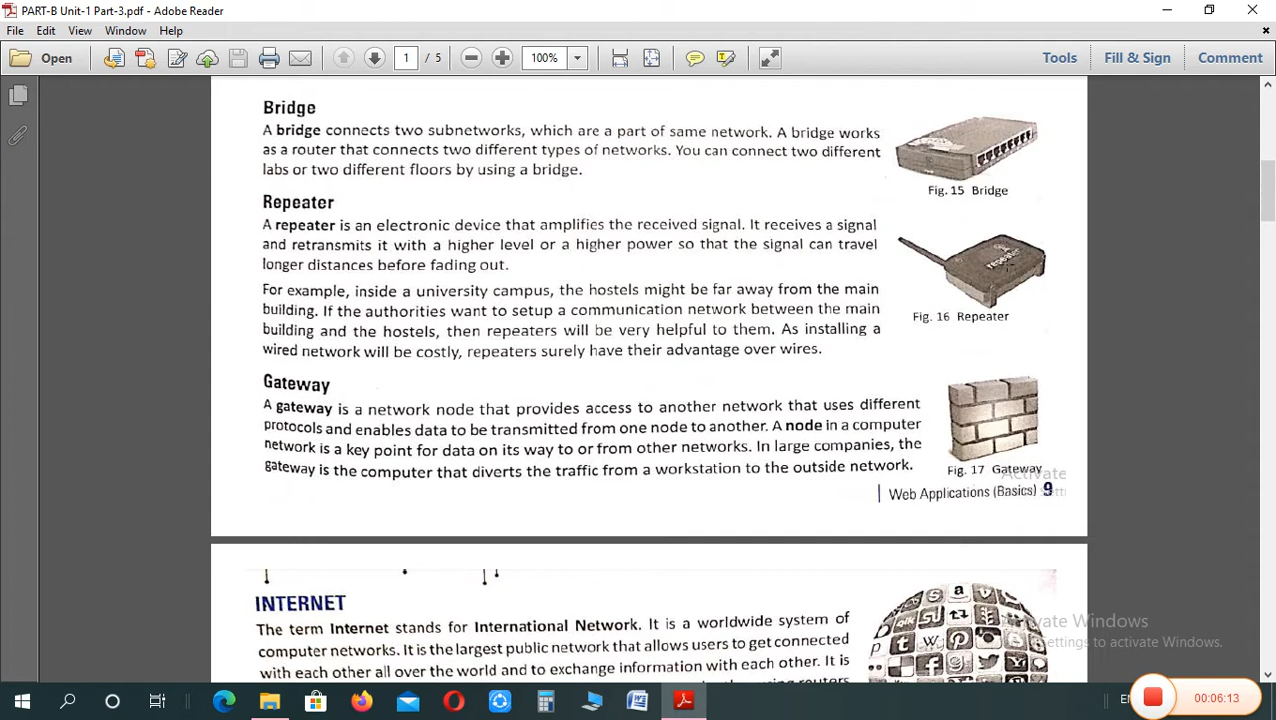 PART-B Unit-1 Part-3.pdf - Adobe Reader
File Edit View Window Help
Open 1 / 5 100% Tools Fill & Sign Comment
Bridge
A bridge connects two subnetworks, which are a part of same network. A bridge works
as a router that connects two different types of networks. You can connect two different
labs or two different floors by using a bridge.
Fig. 15 Bridge
Repeater
A repeater is an electronic device that amplifies the received signal. It receives a signal
and retransmits it with a higher level or a higher power so that the signal can travel
longer distances before fading out.
For example, inside a university campus, the hostels might be far away from the main
building. If the authorities want to setup a communication network between the main
building and the hostels, then repeaters will be very helpful to them. As installing a
wired network will be costly, repeaters surely have their advantage over wires.
repeater
Fig. 16 Repeater
Gateway
A gateway is a network node that provides access to another network that uses different
protocols and enables data to be transmitted from one node to another. A node in a computer
network is a key point for data on its way to or from other networks. In large companies, the
gateway is the computer that diverts the traffic from a workstation to the outside network.
Fig. 17 Gateway
Web Applications (Basics) 9
INTERNET
The term Internet stands for International Network. It is a worldwide system of
computer networks. It is the largest public network that allows users to get connected
with each other all over the world and to exchange information with each other. It is
Activate Windows
Settings to activate Windows.
00:06:13